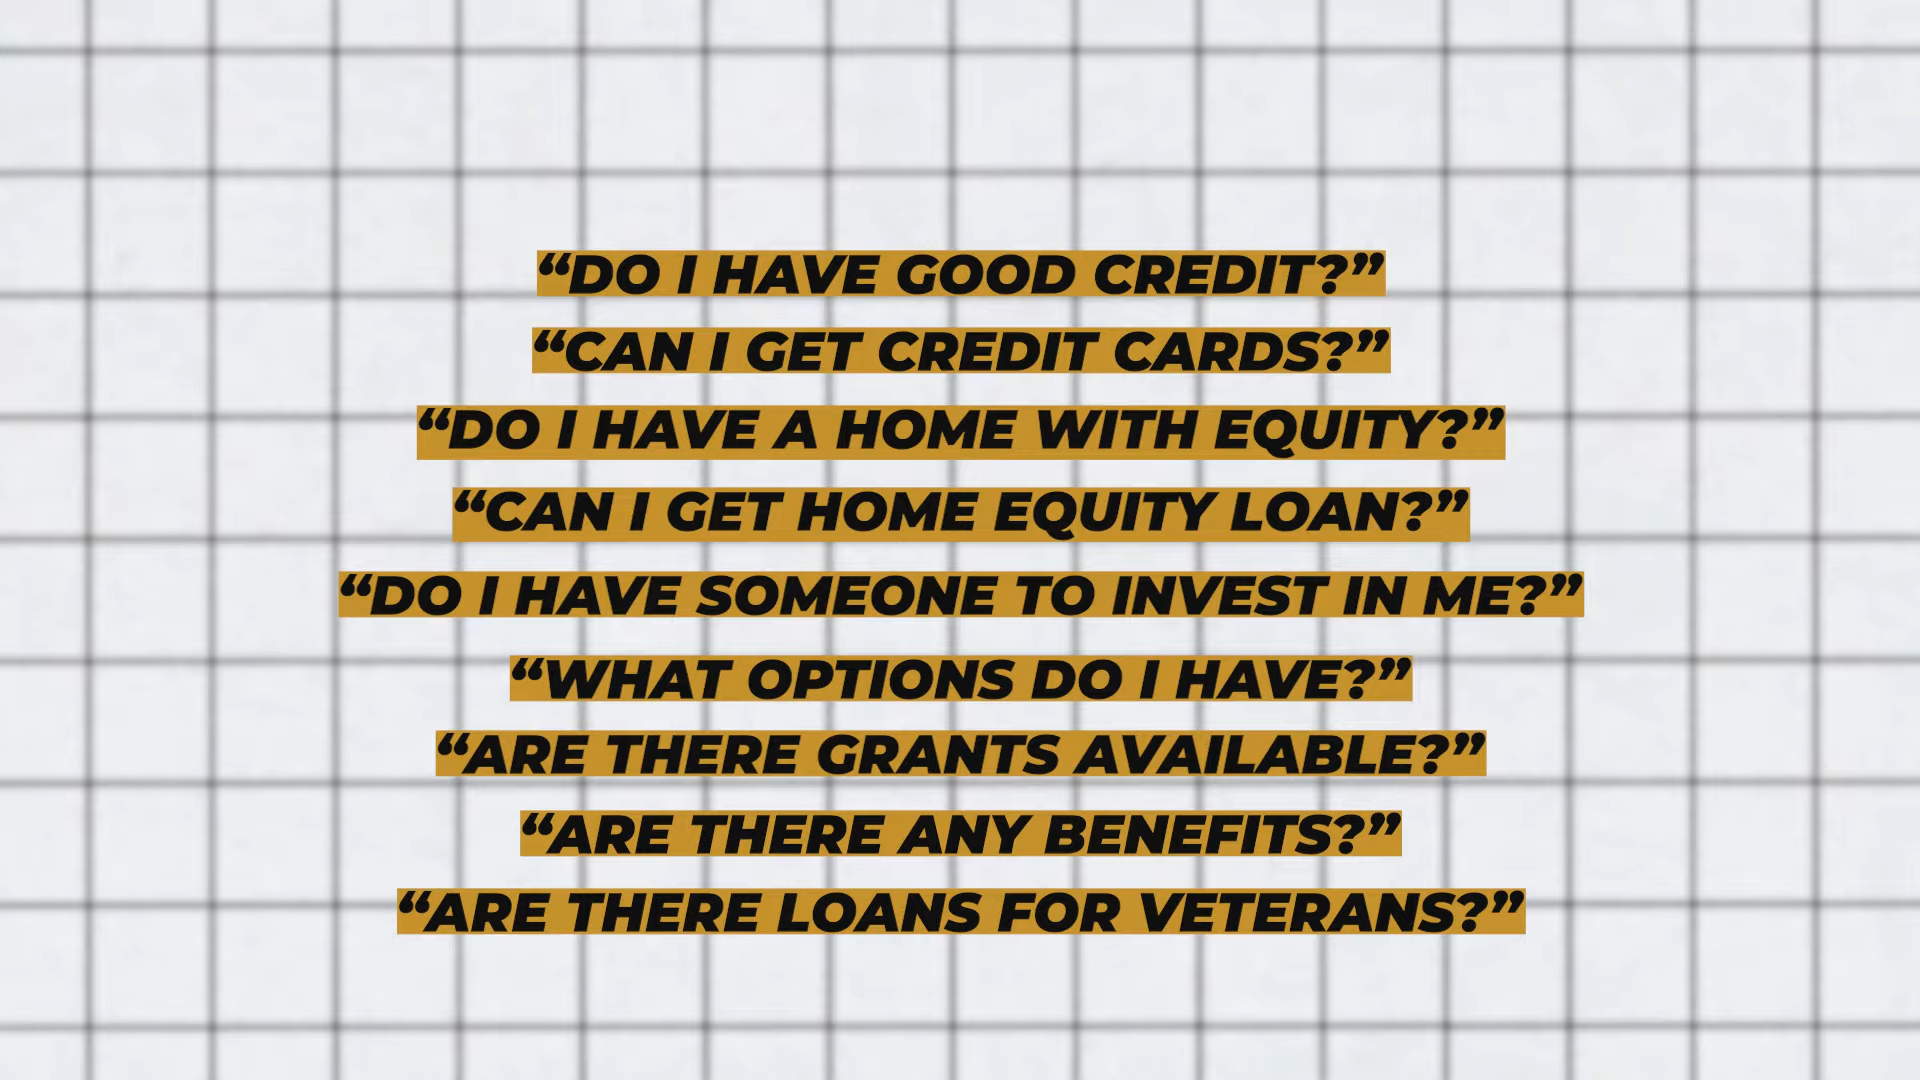 “DO I HAVE GOOD CREDIT?”
“CAN I GET CREDIT CARDS?”
“DO I HAVE A HOME WITH EQUITY?”
“CAN I GET HOME EQUITY LOAN?”
“DO I HAVE SOMEONE TO INVEST IN ME?”
“WHAT OPTIONS DO I HAVE?”
“ARE THERE GRANTS AVAILABLE?”
“ARE THERE ANY BENEFITS?”
“ARE THERE LOANS FOR VETERANS?”